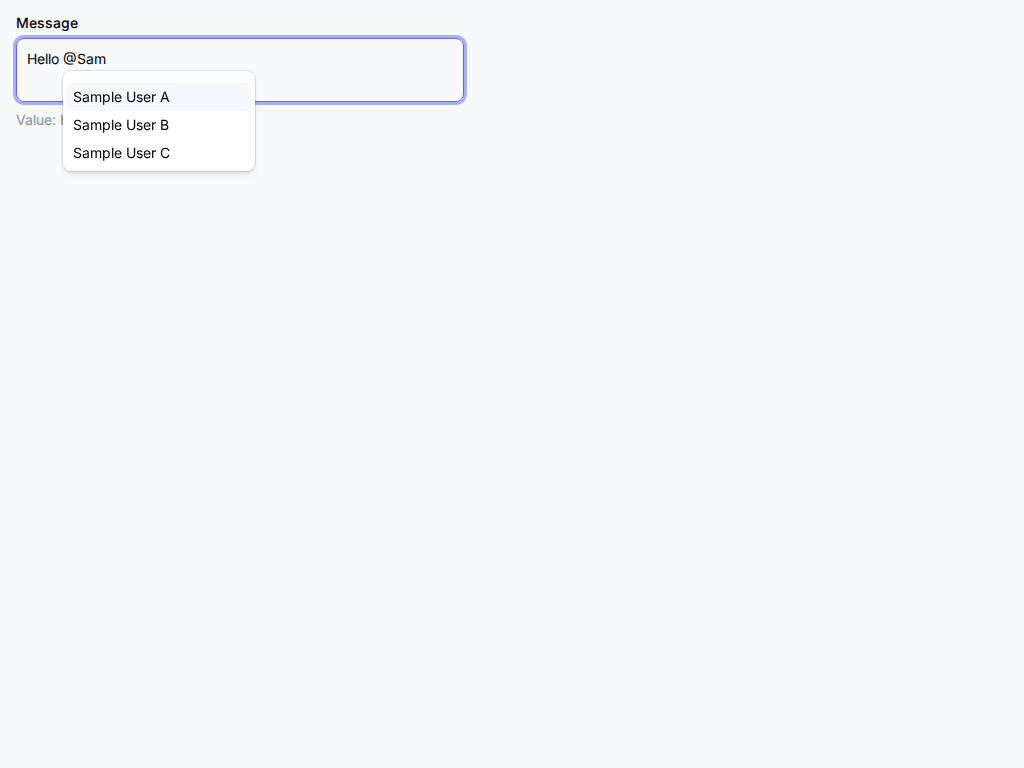 Message
Hello @Sam
Sample User A
Value:
Sample User B
Sample User C